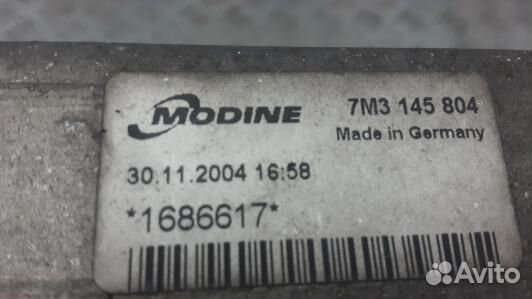 MODINE
7M3 145 804
Made in Germany
30.11.2004 16:58
*1686617*
Avito